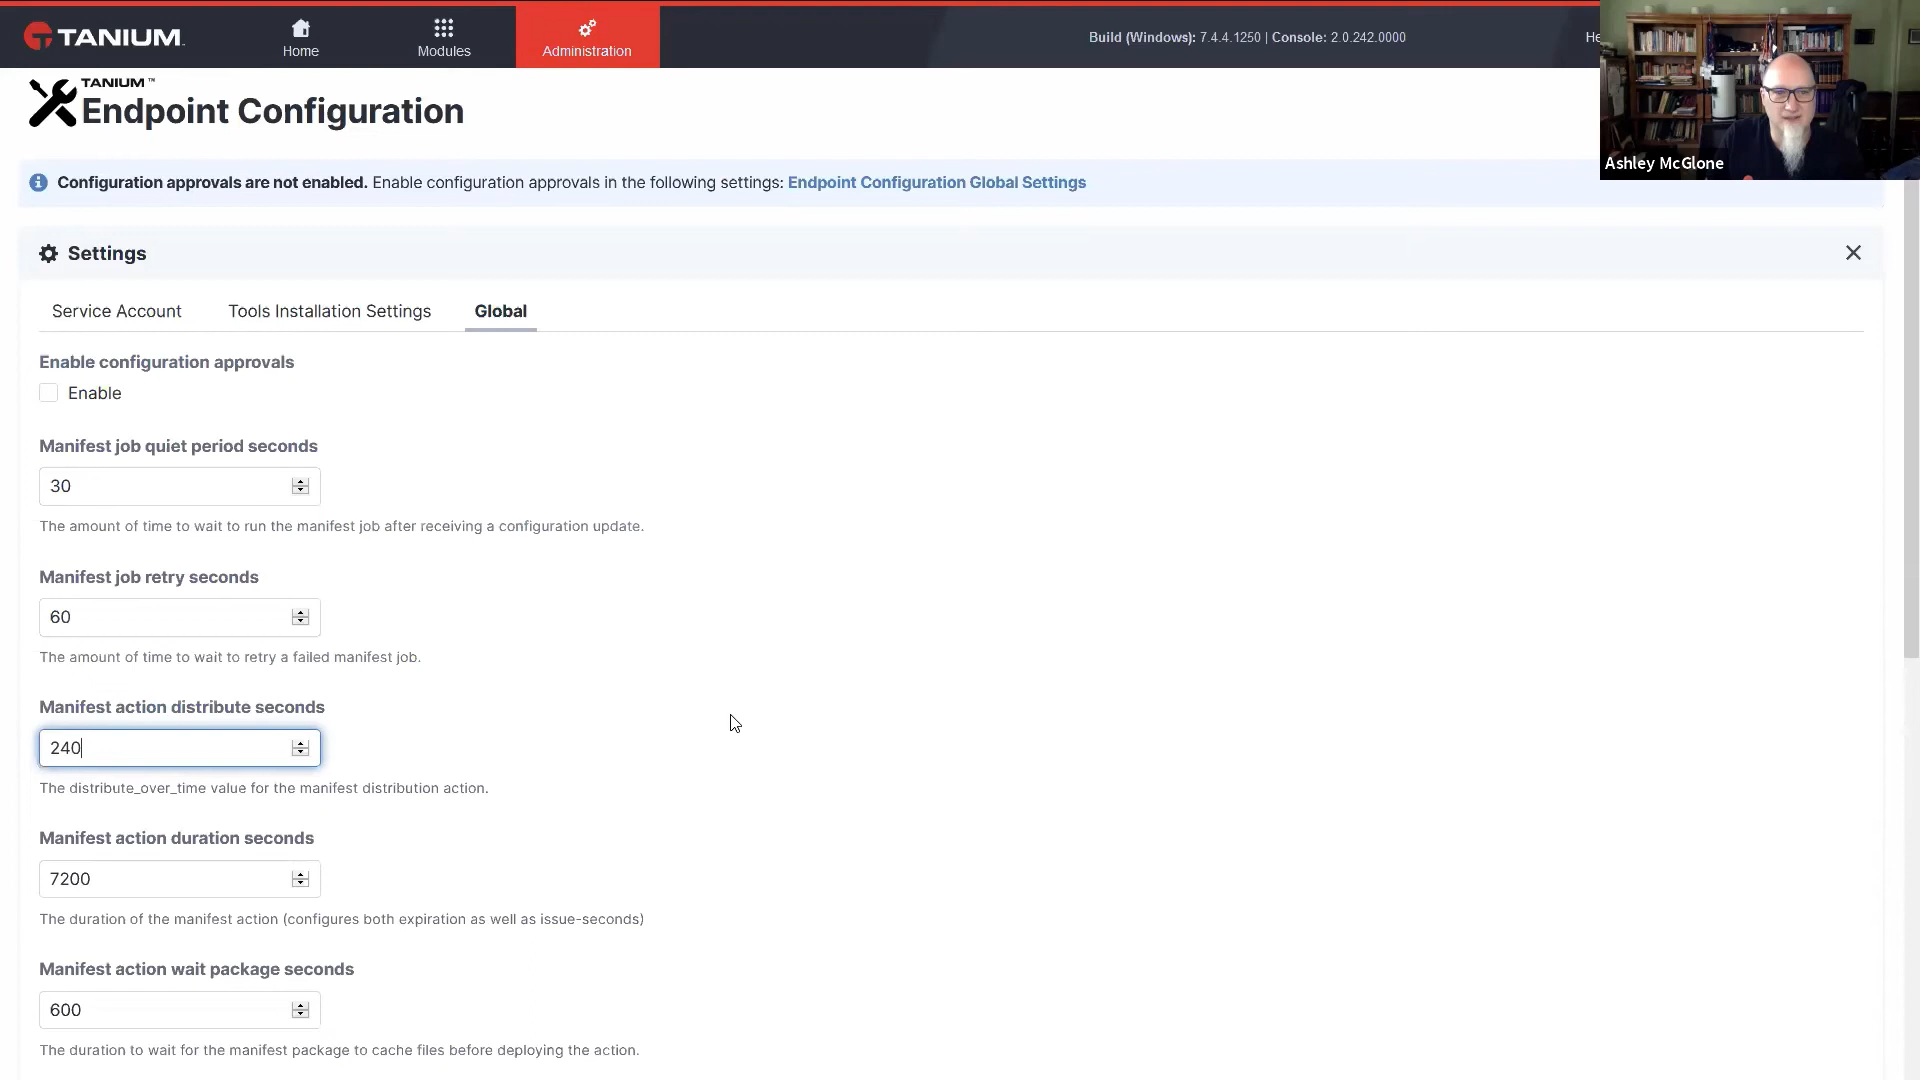 TANIUM
Home
Modules
Administration
Build (Windows): 7.4.4.1250 | Console: 2.0.242.0000
He
Ashley McGlone
TANIUM™
Endpoint Configuration
Configuration approvals are not enabled. Enable configuration approvals in the following settings: Endpoint Configuration Global Settings
Settings
Service Account
Tools Installation Settings
Global
Enable configuration approvals
Enable
Manifest job quiet period seconds
30
The amount of time to wait to run the manifest job after receiving a configuration update.
Manifest job retry seconds
60
The amount of time to wait to retry a failed manifest job.
Manifest action distribute seconds
240
The distribute_over_time value for the manifest distribution action.
Manifest action duration seconds
7200
The duration of the manifest action (configures both expiration as well as issue-seconds)
Manifest action wait package seconds
600
The duration to wait for the manifest package to cache files before deploying the action.